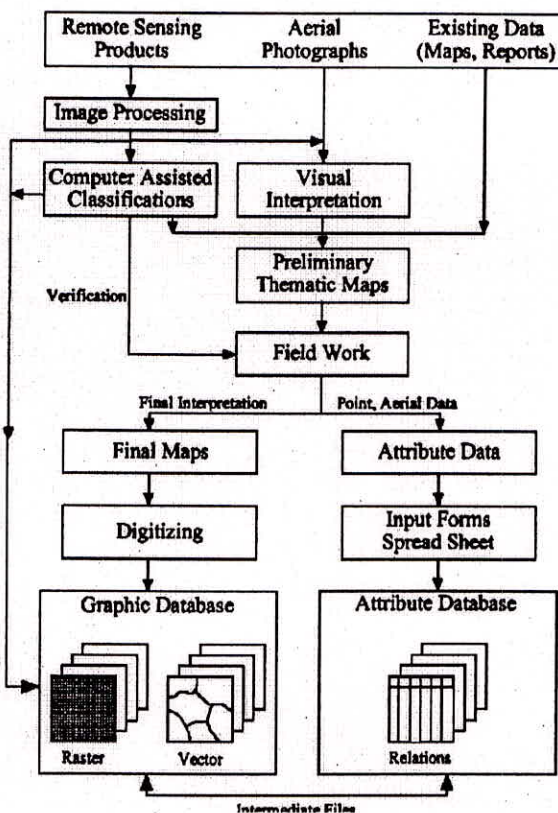 Remote Sensing
Products
Aerial
Photographs
Existing Data
(Maps, Reports)
Image Processing
Computer Assisted
Classifications
Visual
Interpretation
Preliminary
Thematic Maps
Verification
Field Work
Final Interpretation
Point, Aerial Data
Final Maps
Attribute Data
Digitizing
Input Forms
Spread Sheet
Graphic Database
Attribute Database
Raster
Vector
Relations
Intermediate Files